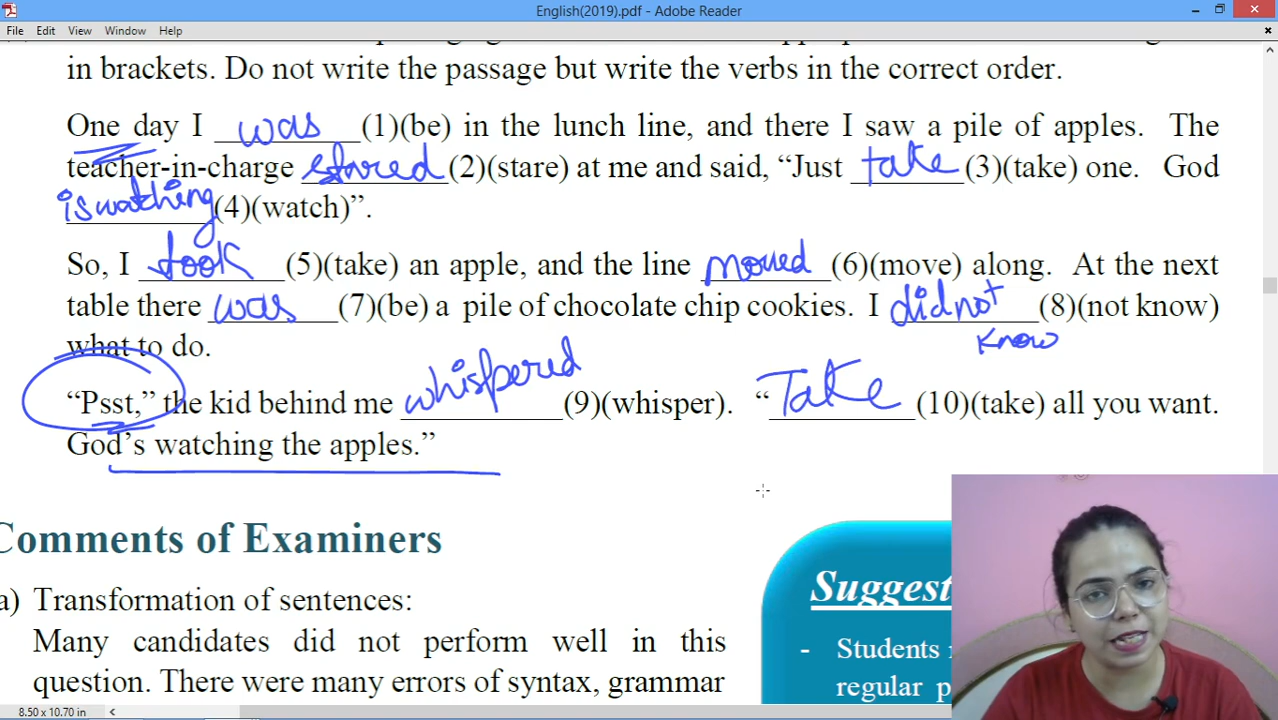 English(2019).pdf - Adobe Reader
File Edit View Window Help
in brackets. Do not write the passage but write the verbs in the correct order.
One day I was (1)(be) in the lunch line, and there I saw a pile of apples. The
teacher-in-charge stared (2)(stare) at me and said, “Just take (3)(take) one. God
is watching (4)(watch)”.
So, I took (5)(take) an apple, and the line moved (6)(move) along. At the next
table there was (7)(be) a pile of chocolate chip cookies. I did not (8)(not know)
know
what to do.
“Psst,” the kid behind me whispered (9)(whisper). “Take (10)(take) all you want.
God’s watching the apples.”
Comments of Examiners
a) Transformation of sentences:
Many candidates did not perform well in this
question. There were many errors of syntax, grammar
Suggest
- Students
regular p
8.50 x 10.70 in